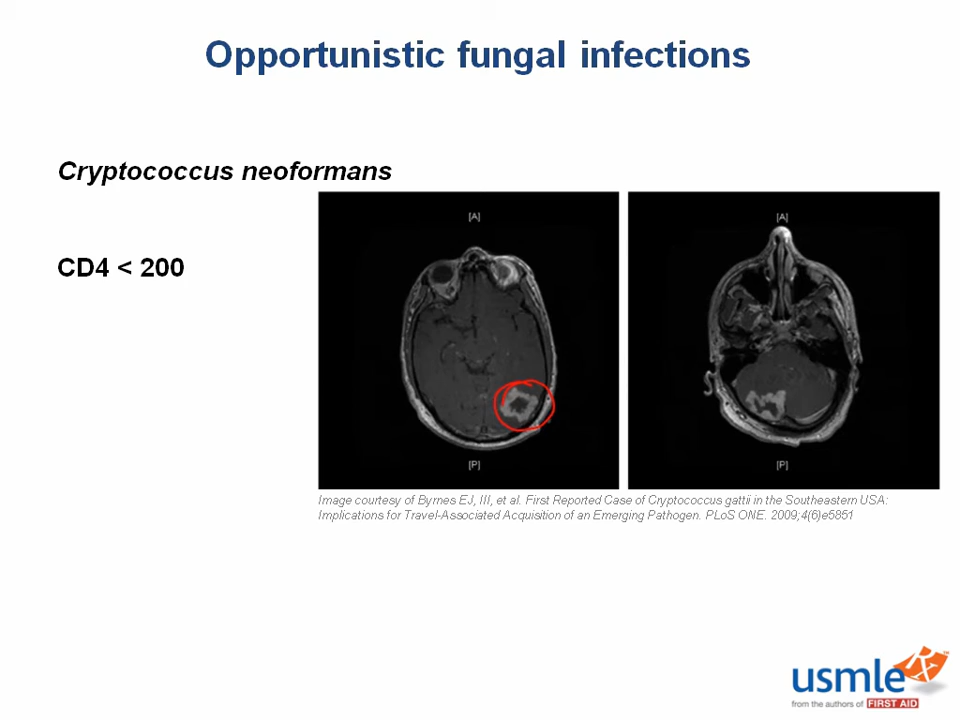 Opportunistic fungal infections
Cryptococcus neoformans
CD4 < 200
[A]
[A]
[P]
[P]
Image courtesy of Byrnes EJ, III, et al. First Reported Case of Cryptococcus gattii in the Southeastern USA:
Implications for Travel-Associated Acquisition of an Emerging Pathogen. PLoS ONE. 2009;4(6)e5851
usmle Rx™
from the authors of FIRST AID